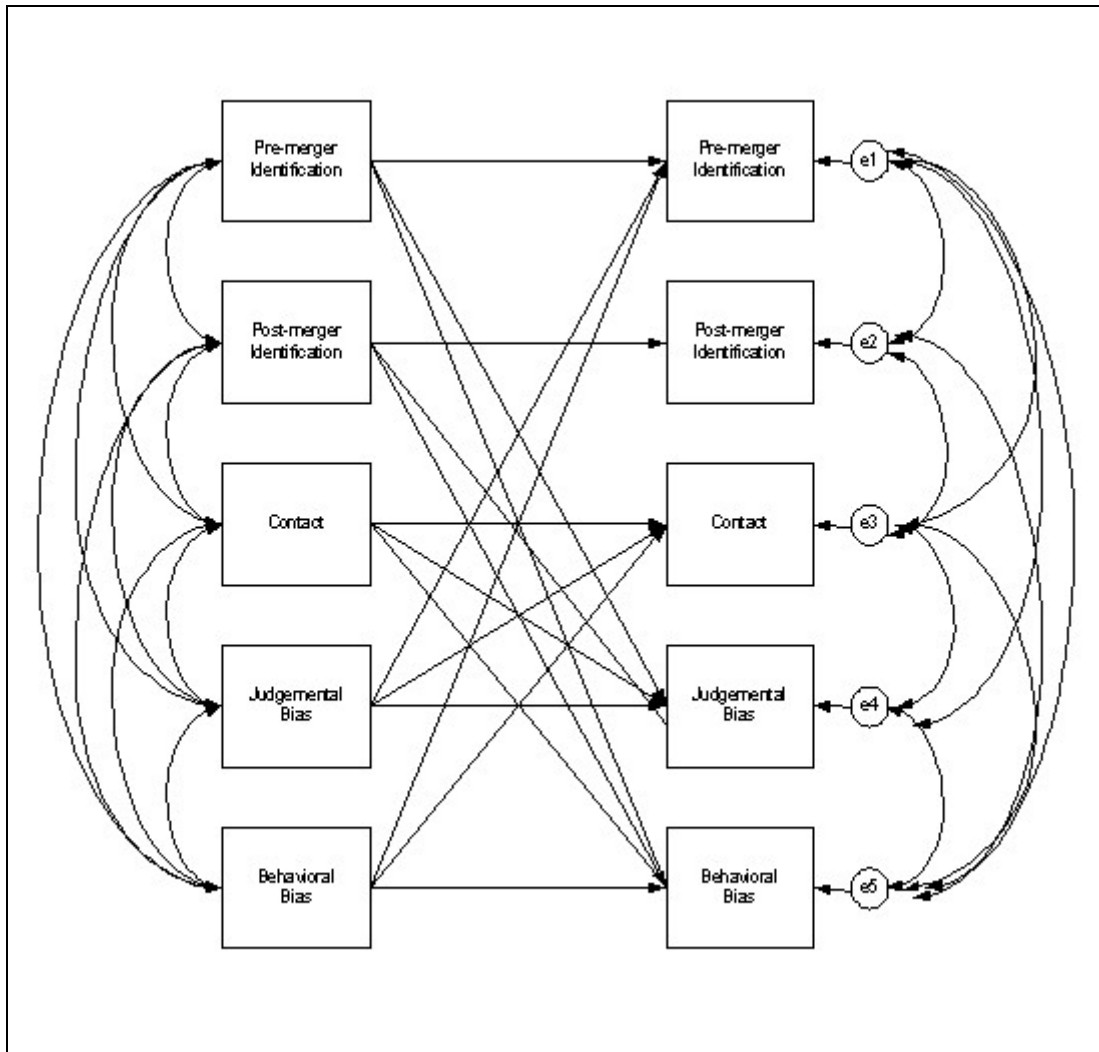 Pre-merger
Identification
Pre-merger
Identification
e1
Post-merger
Identification
Post-merger
Identification
e2
Contact
Contact
e3
Judgemental
Bias
Judgemental
Bias
e4
Behavioral
Bias
Behavioral
Bias
e5